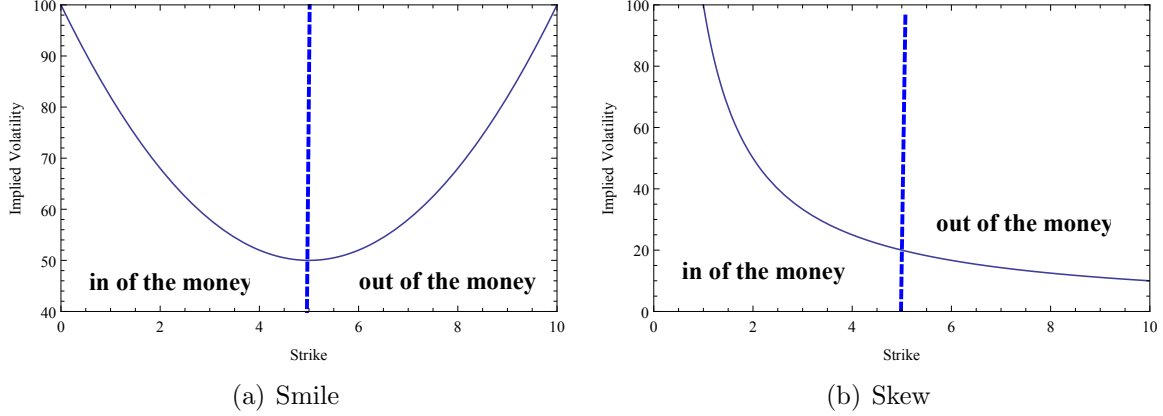 100
90
80
70
60
50
40
Implied Volatility
in of the money
out of the money
0 2 4 6 8 10
Strike
(a) Smile
100
80
60
40
20
0
Implied Volatility
in of the money
out of the money
0 2 4 6 8 10
Strike
(b) Skew